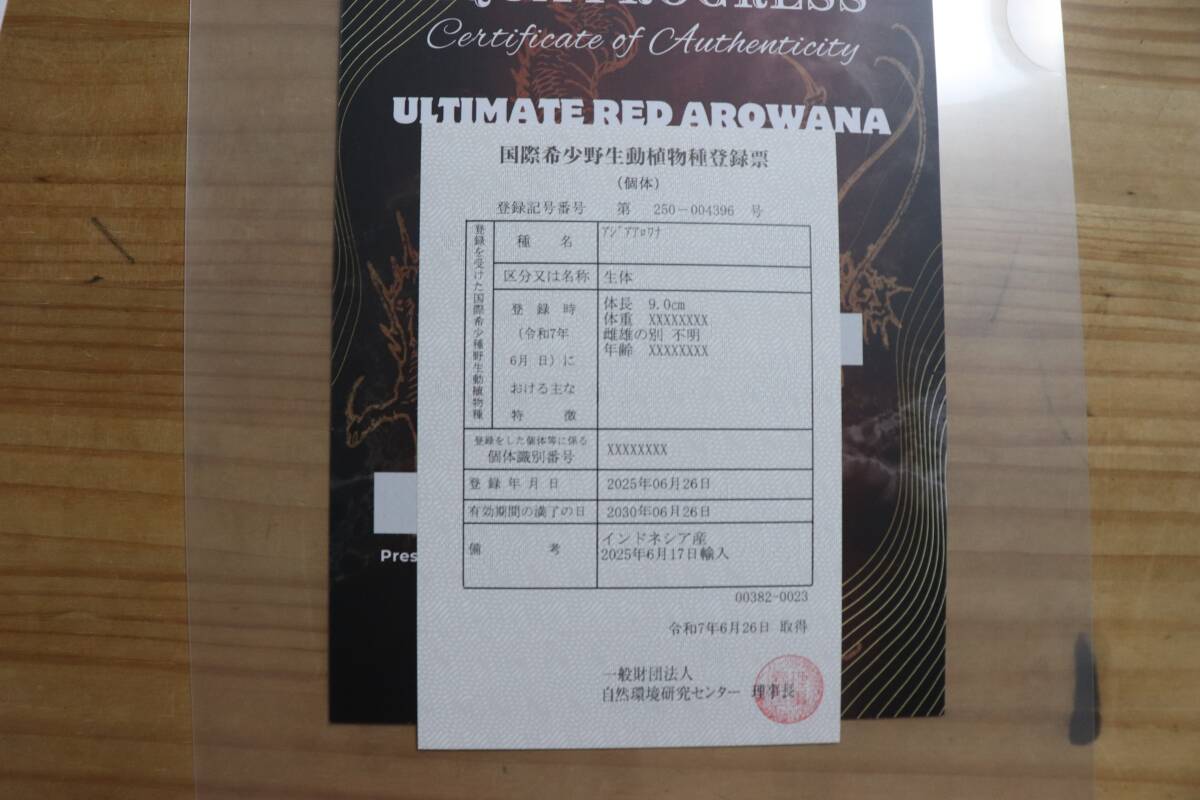 Certificate of Authenticity
ULTIMATE RED AROWANA
国際希少野生動植物種登録票
(個体)
登録記号番号 第 250-004396 号
登録を受けた国際希少野生動植物種
種 名 アジアアロワナ
区分又は名称 生体
登 録 時
(令和7年
6月 日)に
おける主な
特 徴
体長 9.0cm
体重 XXXXXXXX
雌雄の別 不明
年齢 XXXXXXXX
登録をした個体等に係る
個体識別番号 XXXXXXXX
登 録 年 月 日 2025年06月26日
有効期間の満了の日 2030年06月26日
備 考 インドネシア産
2025年6月17日輸入
00382-0023
令和7年6月26日 取得
一般財団法人
自然環境研究センター 理事長
Pres